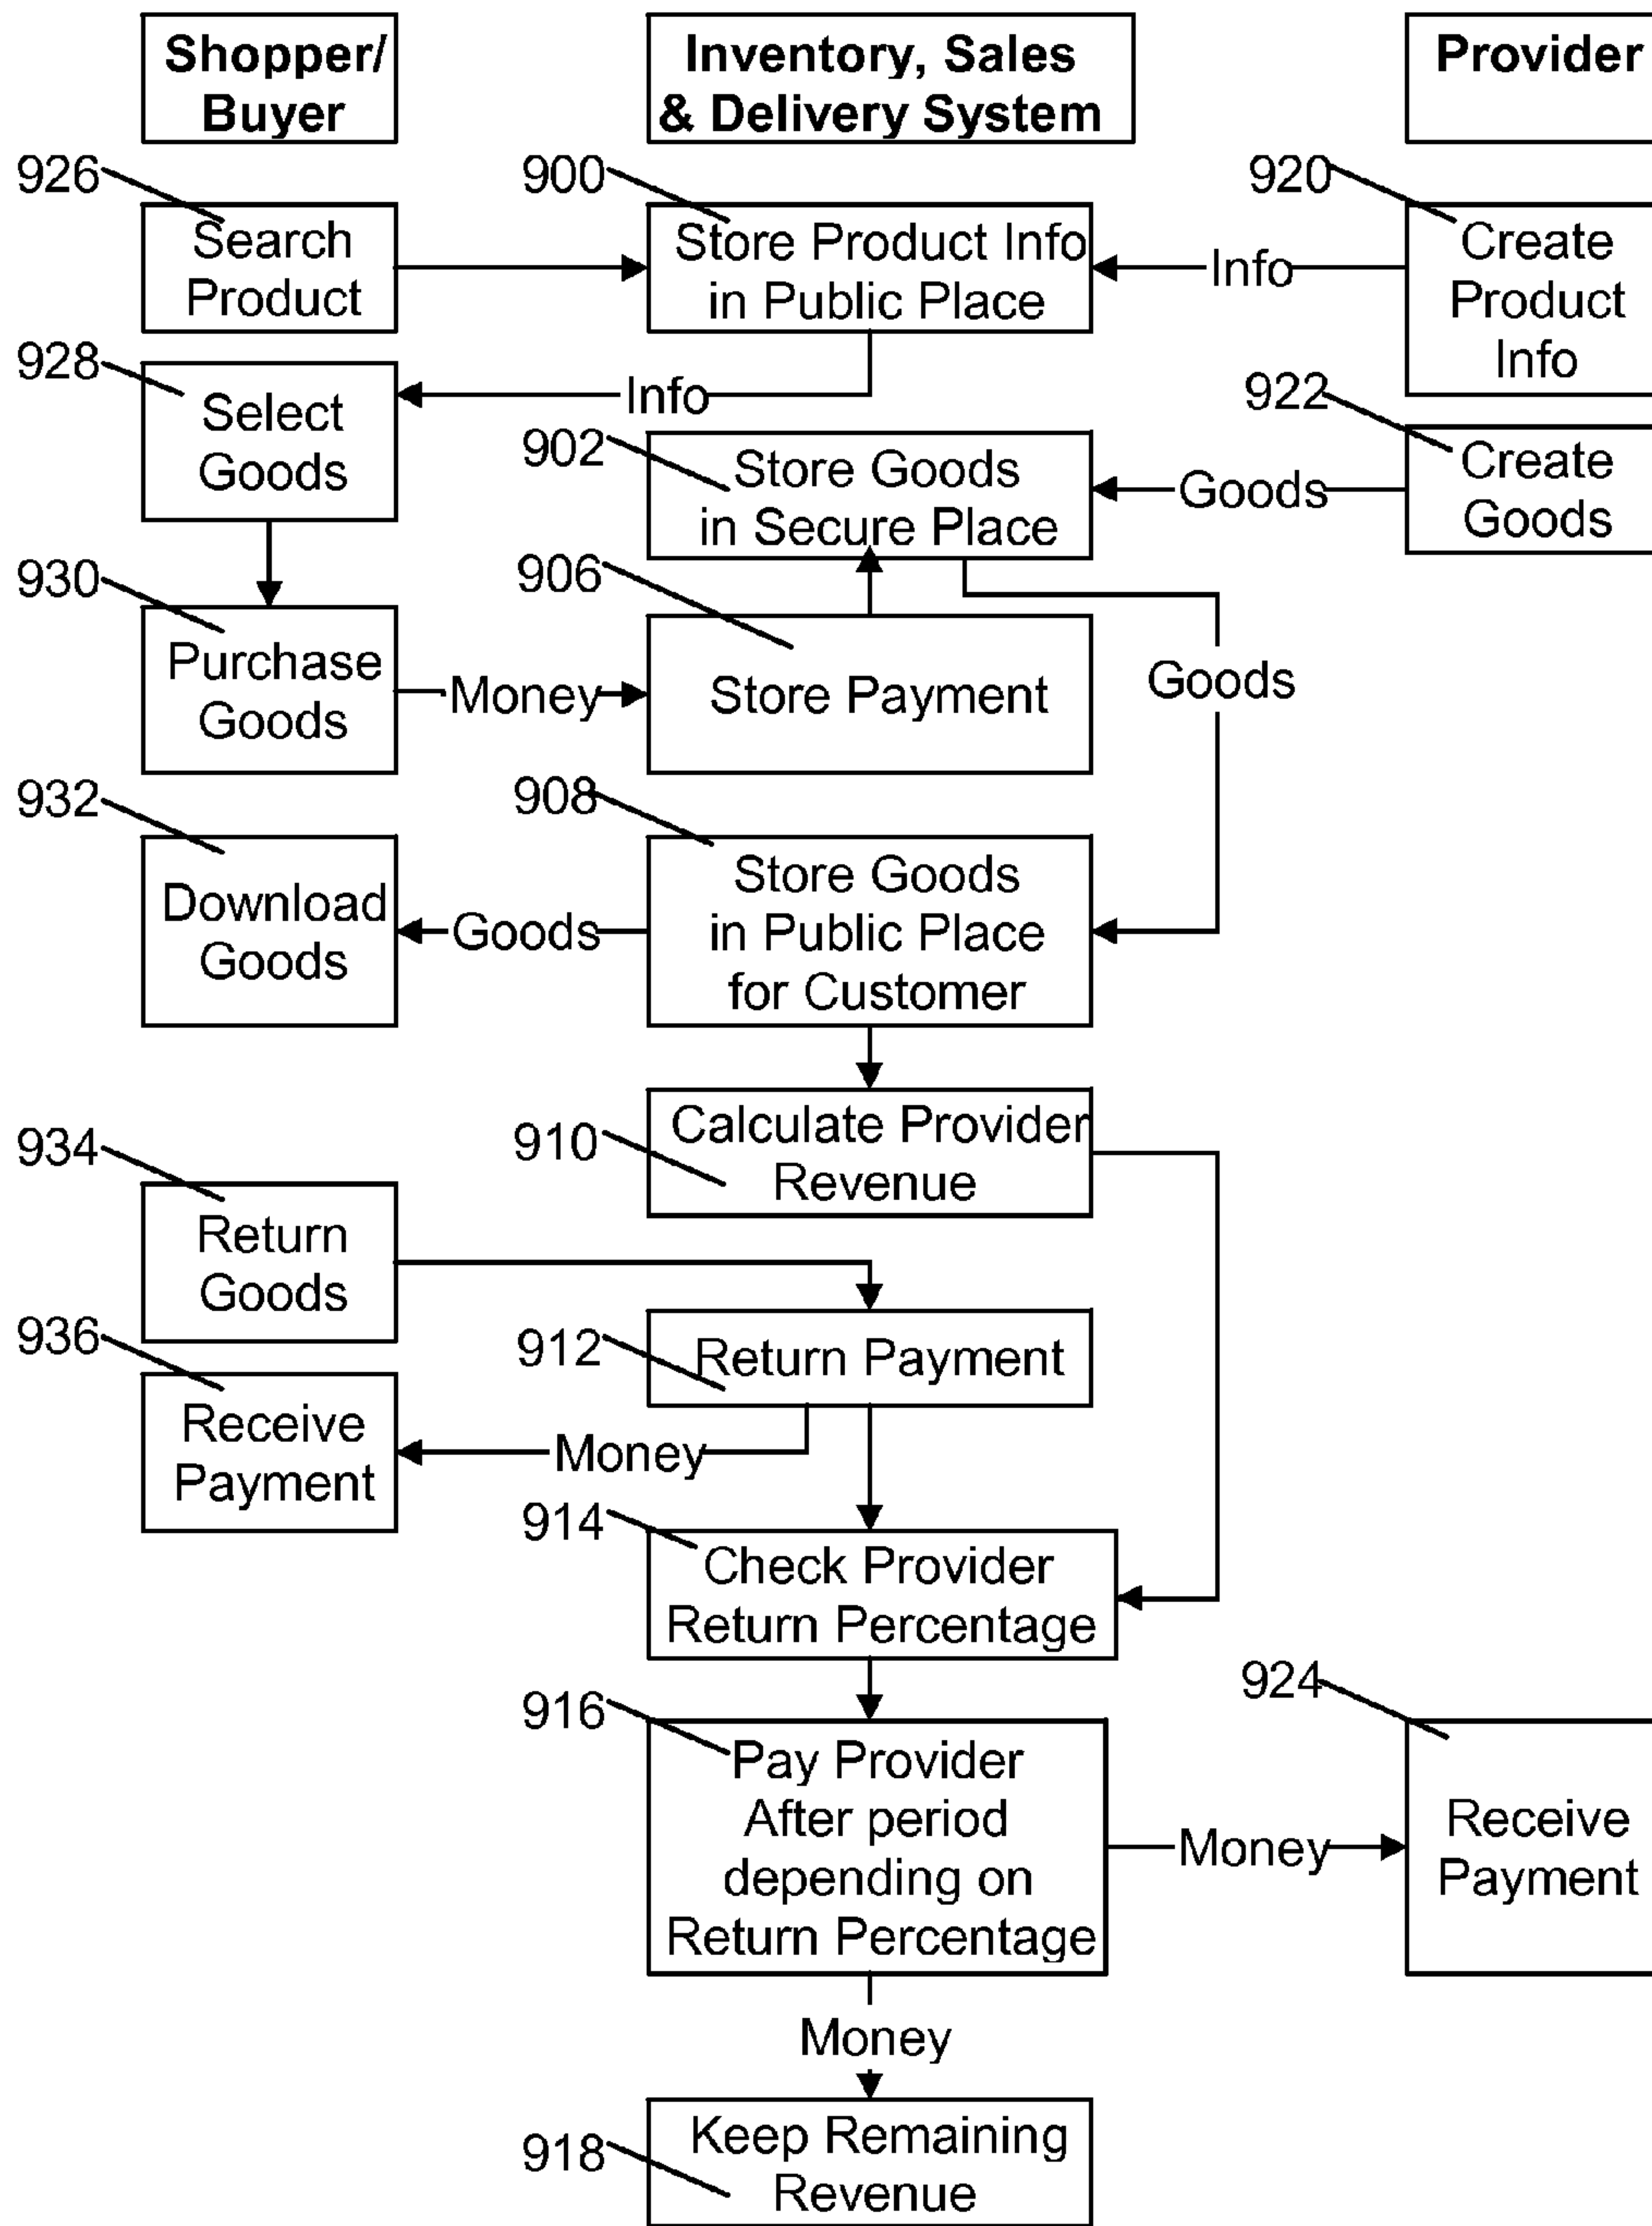 Shopper/
Buyer
Inventory, Sales
& Delivery System
Provider
926
900
920
Search
Product
Store Product Info
in Public Place
Info
Create
Product
Info
928
Select
Goods
Info
922
902
Store Goods
in Secure Place
Goods
Create
Goods
930
906
Purchase
Goods
Money
Store Payment
Goods
932
908
Download
Goods
Goods
Store Goods
in Public Place
for Customer
934
910
Calculate Provider
Revenue
Return
Goods
936
912
Return Payment
Receive
Payment
Money
914
Check Provider
Return Percentage
916
924
Pay Provider
After period
depending on
Return Percentage
Money
Receive
Payment
Money
918
Keep Remaining
Revenue